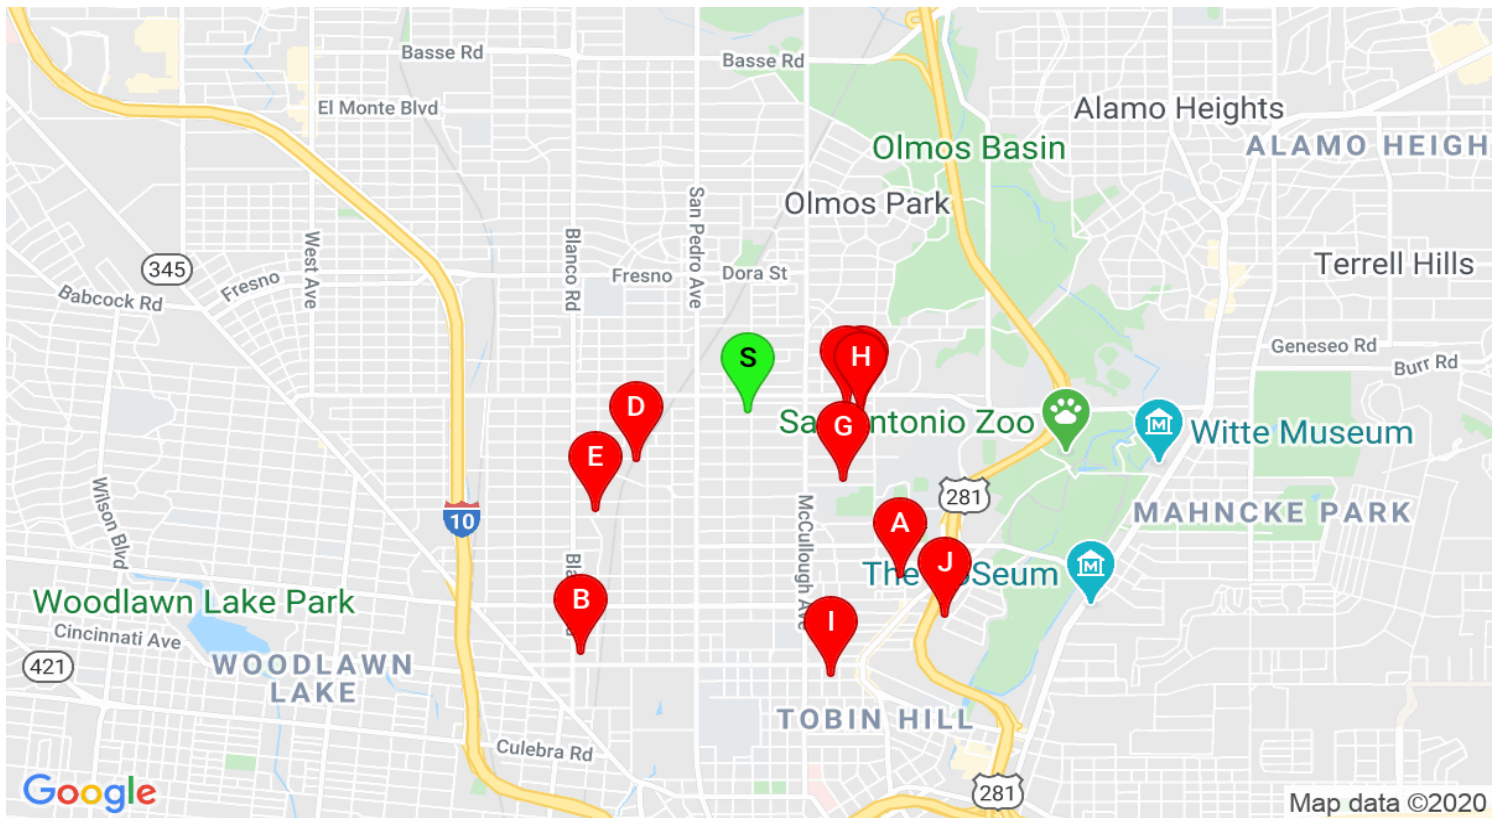 Basse Rd
Basse Rd
El Monte Blvd
Alamo Heights
ALAMO HEIGH
Olmos Basin
Olmos Park
San Pedro Ave
West Ave
Blanco Rd
345
Babcock Rd
Fresno
Fresno
Dora St
Terrell Hills
Geneseo Rd
Burr Rd
S
H
D
G
San Antonio Zoo
Witte Museum
E
Wilson Blvd
10
281
McCullough Ave
MAHNCKE PARK
A
J
The DoSeum
B
I
Woodlawn Lake Park
Cincinnati Ave
421
WOODLAWN
LAKE
TOBIN HILL
Culebra Rd
Google
281
Map data ©2020